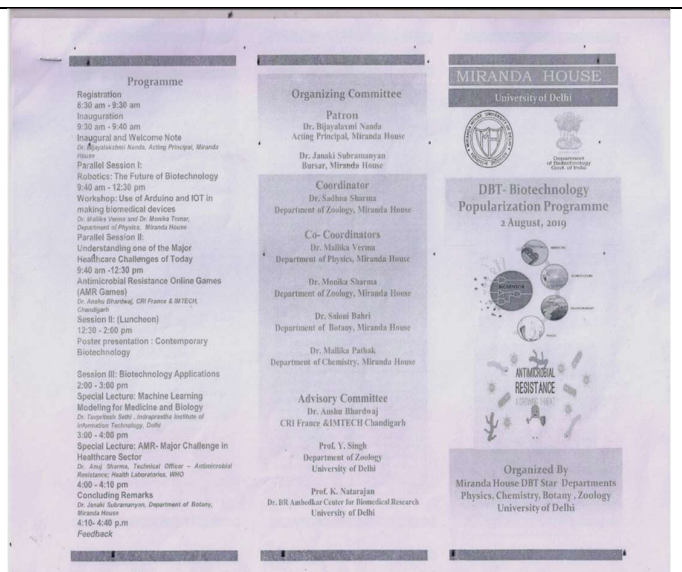 Programme
Registration
8:30 am - 9:30 am
Inauguration
9:30 am - 9:40 am
Inaugural and Welcome Note
Dr. Bijayalaxmi Nanda, Acting Principal, Miranda
House
Parallel Session I:
Robotics: The Future of Biotechnology
9:40 am - 12:30 pm
Workshop: Use of Arduino and IOT in
making biomedical devices
Dr. Mallika Verma and Dr. Monika Tomar,
Department of Physics, Miranda House
Parallel Session II:
Understanding one of the Major
Healthcare Challenges of Today
9:40 am -12:30 pm
Antimicrobial Resistance Online Games
(AMR Games)
Dr. Anshu Bhardwaj, CRI France & IMTECH,
Chandigarh
Session II: (Luncheon)
12:30 - 2:00 pm
Poster presentation : Contemporary
Biotechnology
Session III: Biotechnology Applications
2:00 - 3:00 pm
Special Lecture: Machine Learning
Modeling for Medicine and Biology
Dr. Tavpritesh Sethi , Indraprastha Institute of
Information Technology, Delhi
3:00 - 4:00 pm
Special Lecture: AMR- Major Challenge in
Healthcare Sector
Dr. Anuj Sharma, Technical Officer – Antimicrobial
Resistance; Health Laboratories, WHO
4:00 - 4:10 pm
Concluding Remarks
Dr. Janaki Subramanyan, Department of Botany,
Miranda House
4:10- 4:40 p.m
Feedback
Organizing Committee
Patron
Dr. Bijayalaxmi Nanda
Acting Principal, Miranda House
Dr. Janaki Subramanyan
Bursar, Miranda House
Coordinator
Dr. Sadhna Sharma
Department of Zoology, Miranda House
Co- Coordinators
Dr. Mallika Verma
Department of Physics, Miranda House
Dr. Monika Sharma
Department of Zoology, Miranda House
Dr. Saloni Bahri
Department of Botany, Miranda House
Dr. Mallika Pathak
Department of Chemistry, Miranda House
Advisory Committee
Dr. Anshu Bhardwaj
CRI France &IMTECH Chandigarh
Prof. Y. Singh
Department of Zoology
University of Delhi
Prof. K. Natarajan
Dr. BR Ambedkar Center for Biomedical Research
University of Delhi
MIRANDA HOUSE
University of Delhi
Department
of Biotechnology
Govt. of India
DBT- Biotechnology
Popularization Programme
2 August, 2019
BIOSENSOR
ANTIMICROBIAL
RESISTANCE
A GROWING THREAT
Organized By
Miranda House DBT Star Departments
Physics, Chemistry, Botany , Zoology
University of Delhi